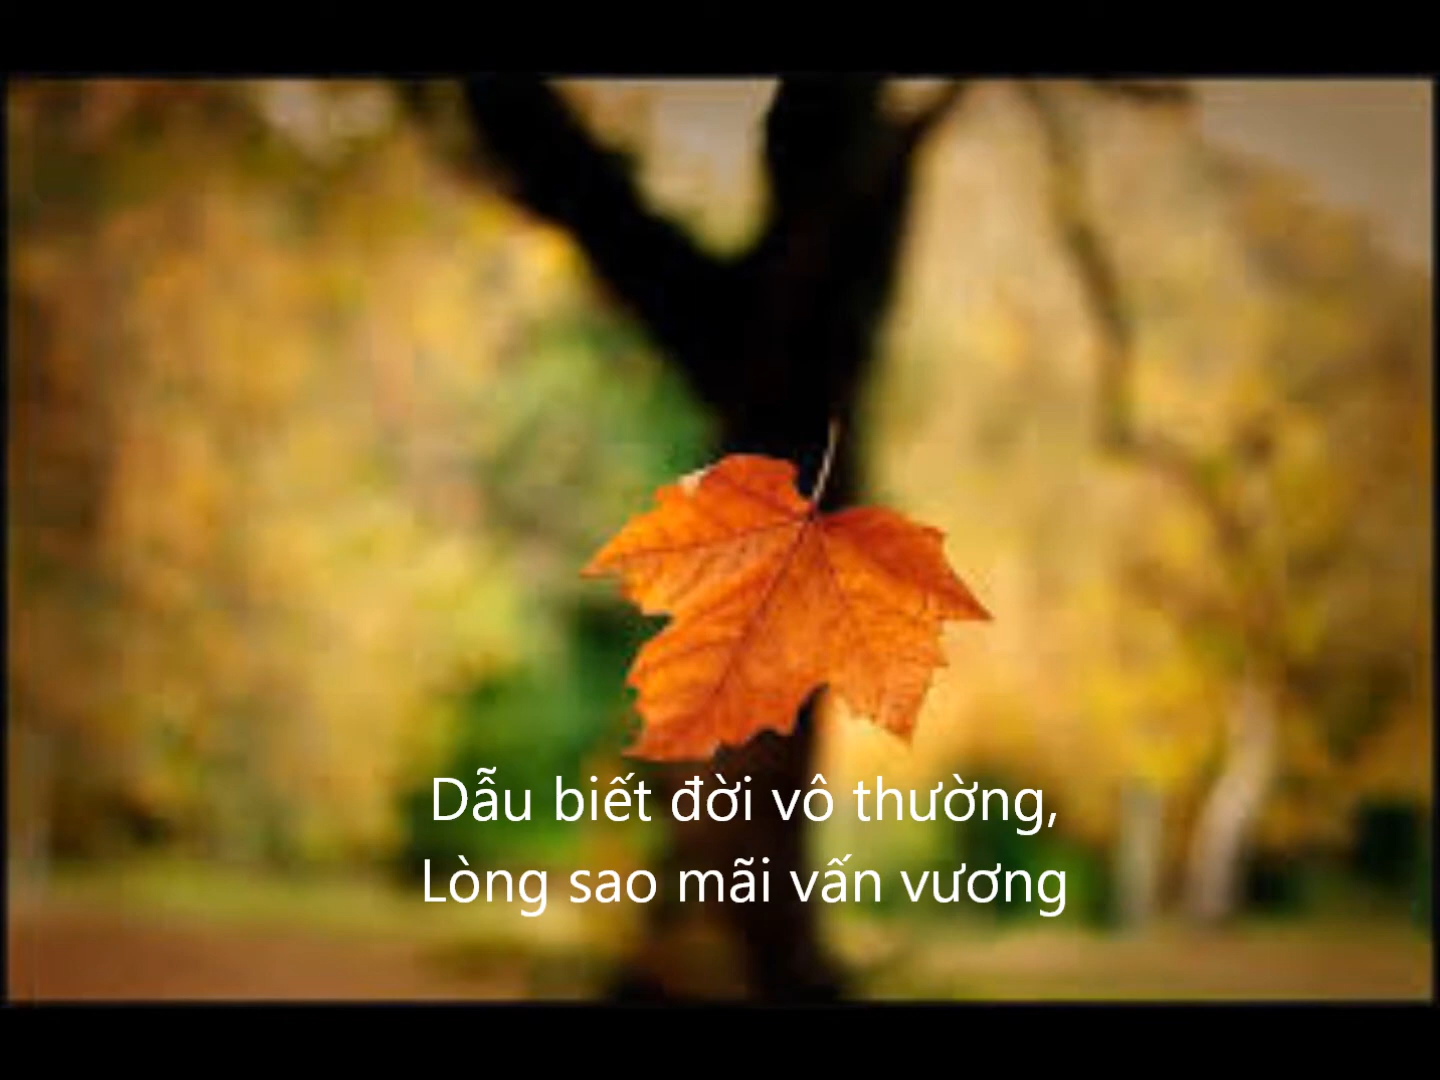 Dẫu biết đời vô thường,
Lòng sao mãi vấn vương